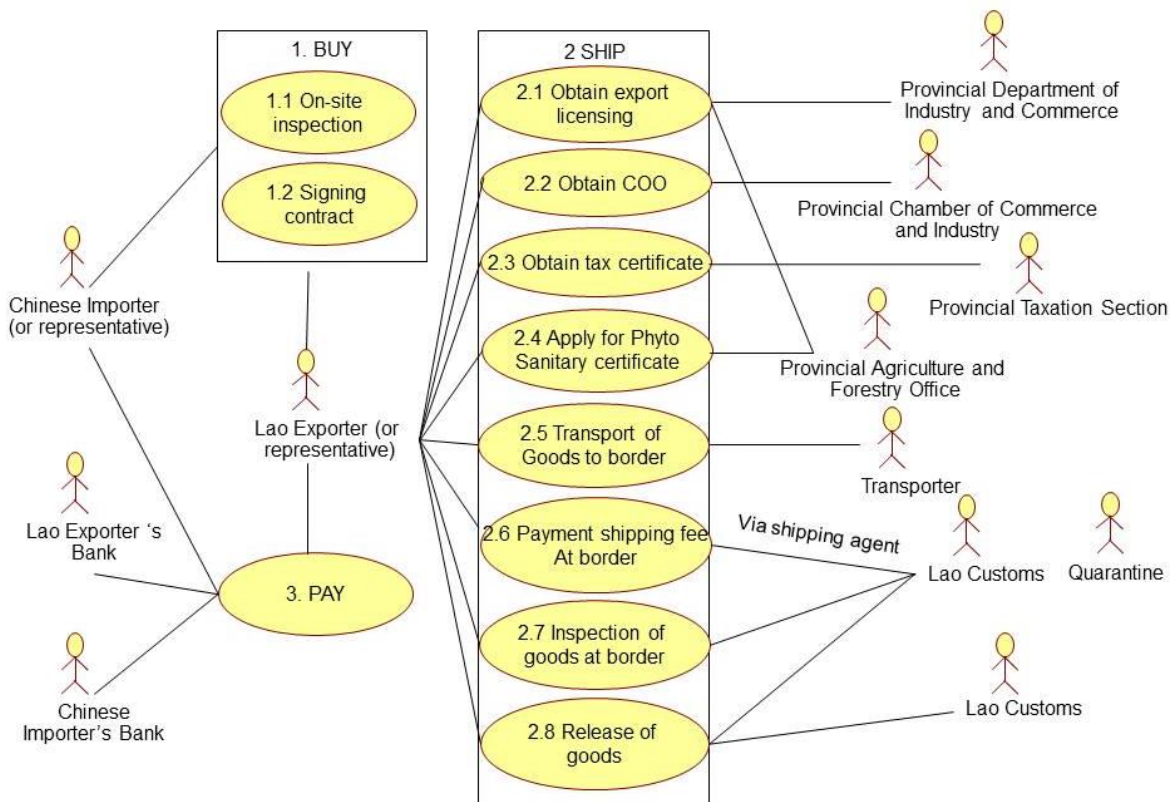 1. BUY
1.1 On-site
inspection
1.2 Signing
contract
2 SHIP
2.1 Obtain export
licensing
2.2 Obtain COO
2.3 Obtain tax certificate
2.4 Apply for Phyto
Sanitary certificate
2.5 Transport of
Goods to border
2.6 Payment shipping fee
At border
2.7 Inspection of
goods at border
2.8 Release of
goods
3. PAY
Chinese Importer
(or representative)
Lao Exporter (or
representative)
Lao Exporter ‘s
Bank
Chinese
Importer’s Bank
Provincial Department of
Industry and Commerce
Provincial Chamber of Commerce
and Industry
Provincial Taxation Section
Provincial Agriculture and
Forestry Office
Transporter
Via shipping agent
Lao Customs
Quarantine
Lao Customs